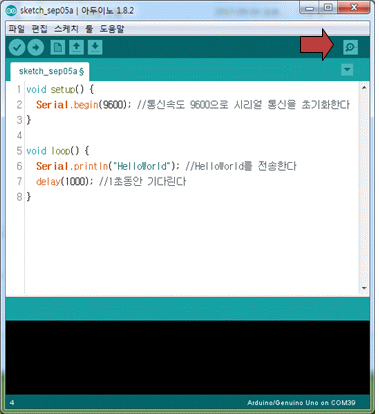 sketch_sep05a | 아두이노 1.8.2
파일 편집 스케치 툴 도움말
sketch_sep05a §
1 void setup() {
2 Serial.begin(9600); //통신속도 9600으로 시리얼 통신을 초기화한다
3 }
4
5 void loop() {
6 Serial.println("HelloWorld"); //HelloWorld를 전송한다
7 delay(1000); //1초동안 기다린다
8 }
4 Arduino/Genuino Uno on COM39